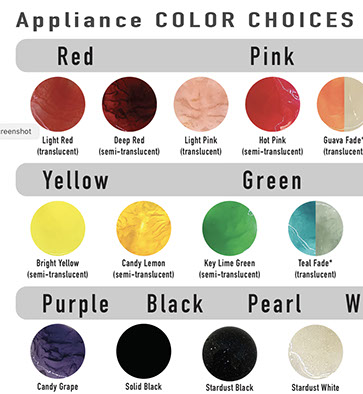 Appliance COLOR CHOICES
Red Pink
Light Red Deep Red Light Pink Hot Pink Guava Fade*
(translucent) (semi-translucent) (translucent) (semi-translucent) (translucent
reenshot
Yellow Green
Bright Yellow Candy Lemon Key Lime Green Teal Fade*
(semi-translucent) (semi-translucent) (semi-translucent) (translucent)
Purple Black Pearl W
Candy Grape Solid Black Stardust Black Stardust White